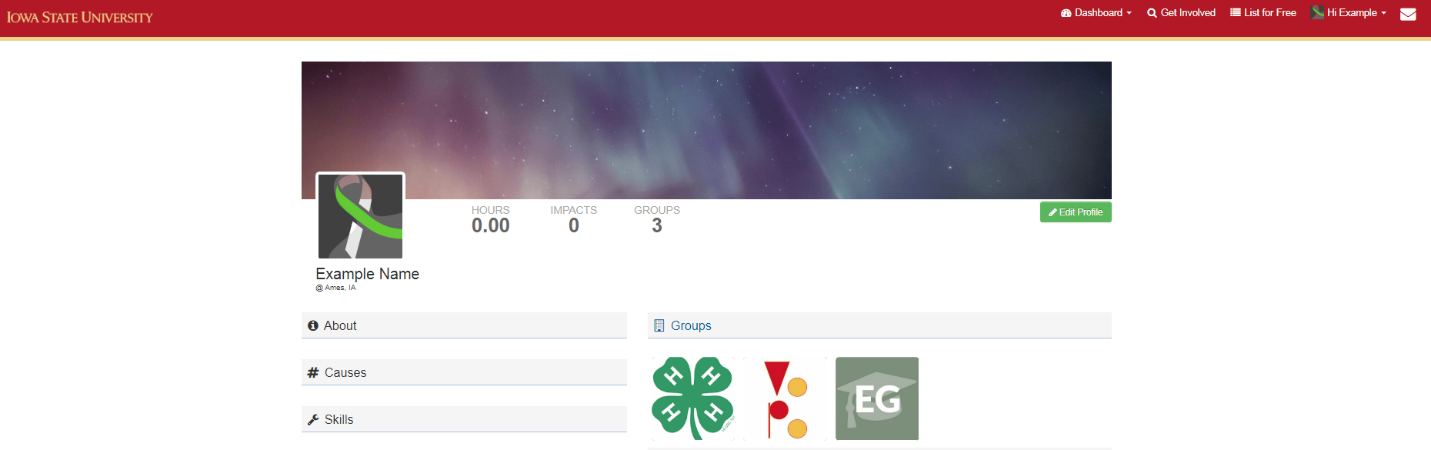 IOWA STATE UNIVERSITY
Dashboard
Get Involved
List for Free
Hi Example
HOURS
0.00
IMPACTS
0
GROUPS
3
Edit Profile
Example Name
@ Ames, IA
About
# Causes
Skills
Groups
H H
H H
EG